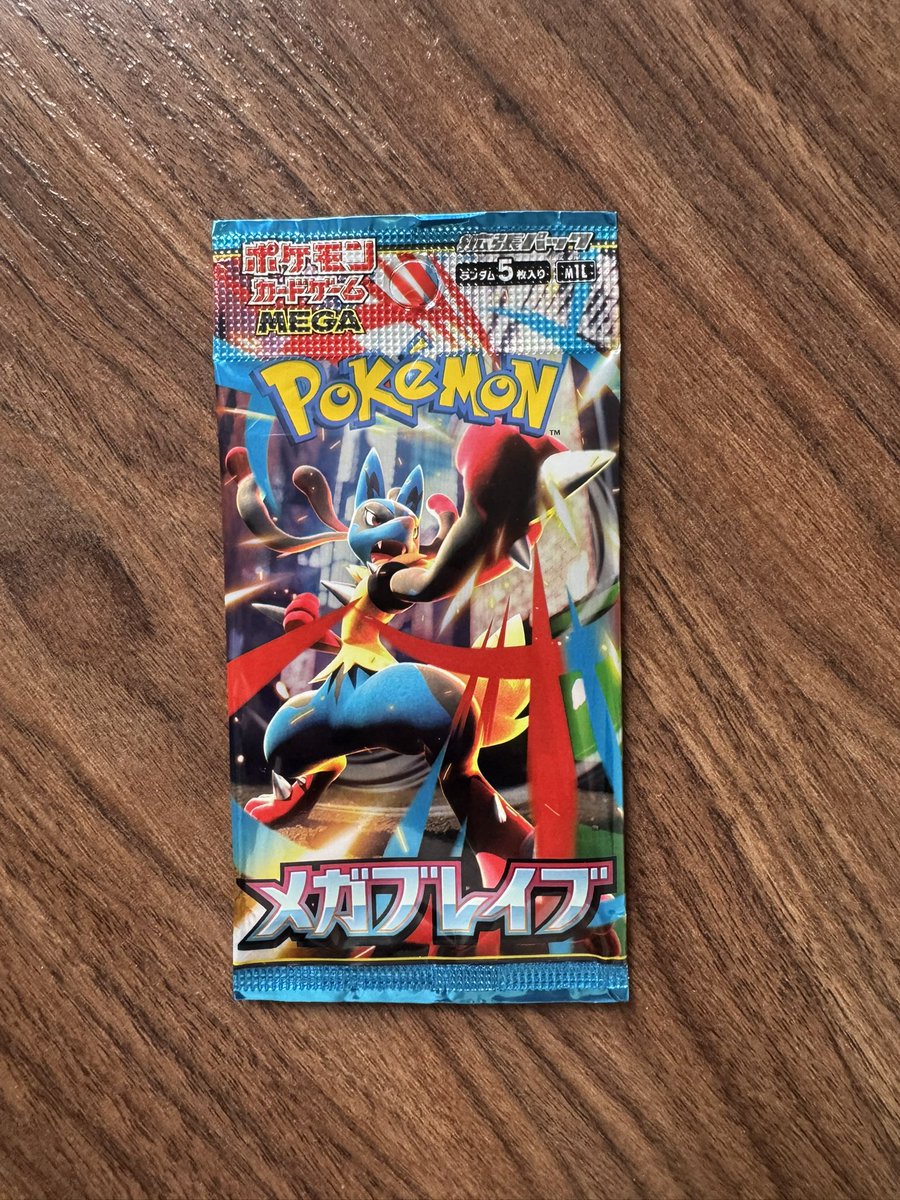 ポケモン
カードゲーム
MEGA
拡張パック
ランダム5枚入り
M1L
POKéMON
TM
メガブレイブ